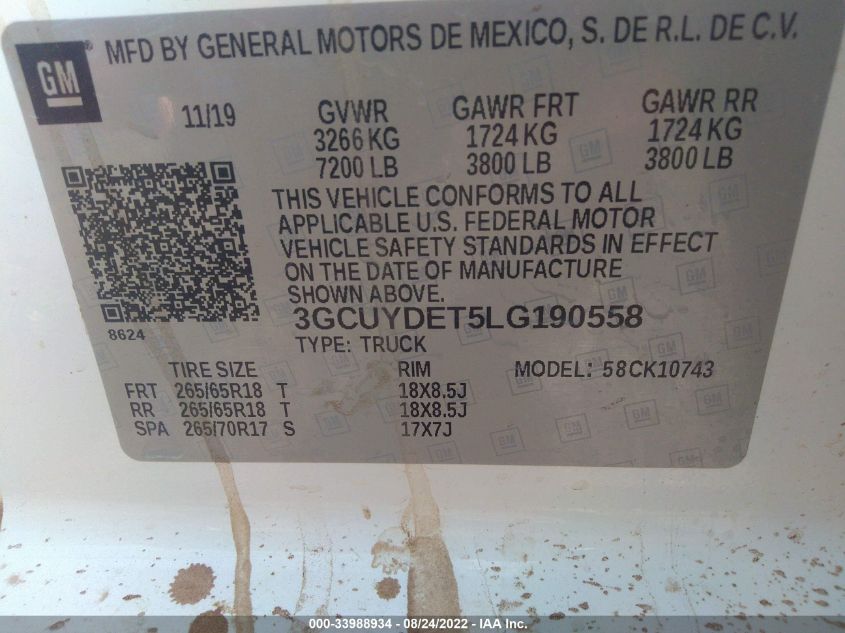 GM
MFD BY GENERAL MOTORS DE MEXICO, S. DE R.L. DE C.V.
11/19 GVWR GAWR FRT GAWR RR
3266 KG 1724 KG 1724 KG
7200 LB 3800 LB 3800 LB
THIS VEHICLE CONFORMS TO ALL
APPLICABLE U.S. FEDERAL MOTOR
VEHICLE SAFETY STANDARDS IN EFFECT
ON THE DATE OF MANUFACTURE
SHOWN ABOVE.
8624
3GCUYDET5LG190558
TYPE: TRUCK
TIRE SIZE RIM MODEL: 58CK10743
FRT 265/65R18 T 18X8.5J
RR 265/65R18 T 18X8.5J
SPA 265/70R17 S 17X7J
000-33988934 - 08/24/2022 - IAA Inc.